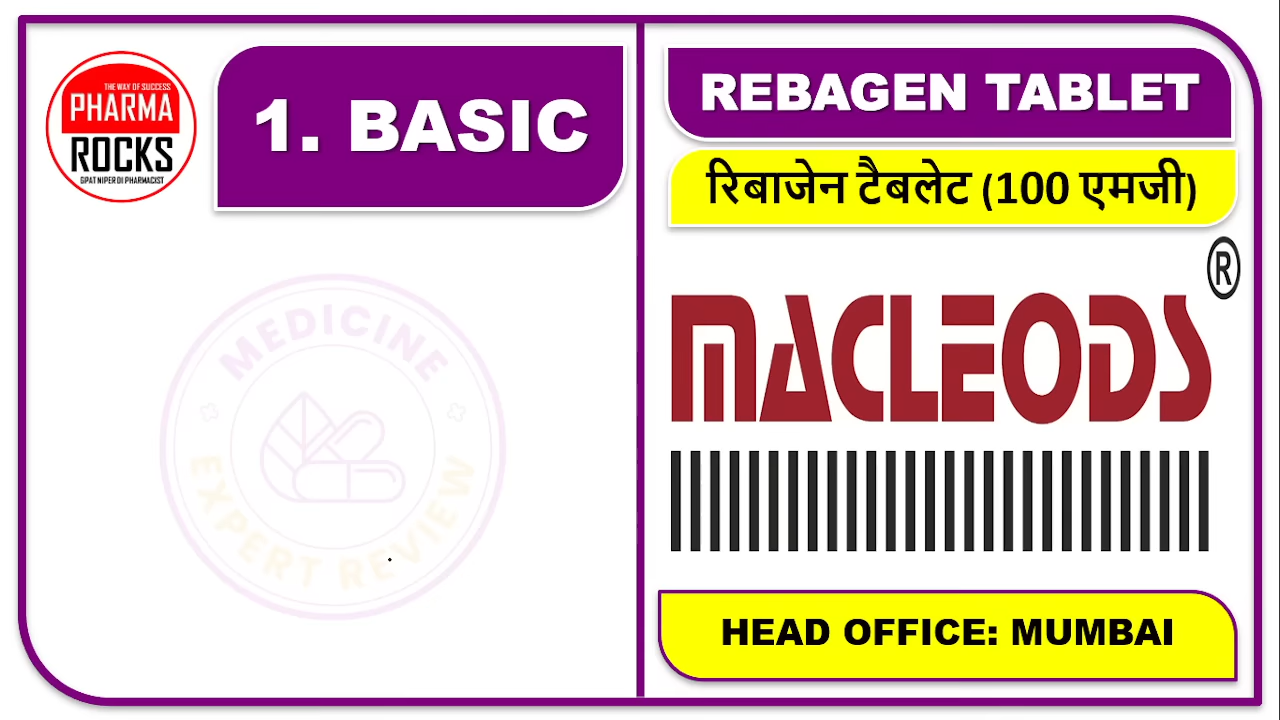 THE WAY OF SUCCESS
PHARMA
ROCKS
GPAT NIPER DI PHARMACIST
1. BASIC
MEDICINE
EXPERT REVIEW
REBAGEN TABLET
रिबाजेन टैबलेट (100 एमजी)
MACLEODS
®
HEAD OFFICE: MUMBAI